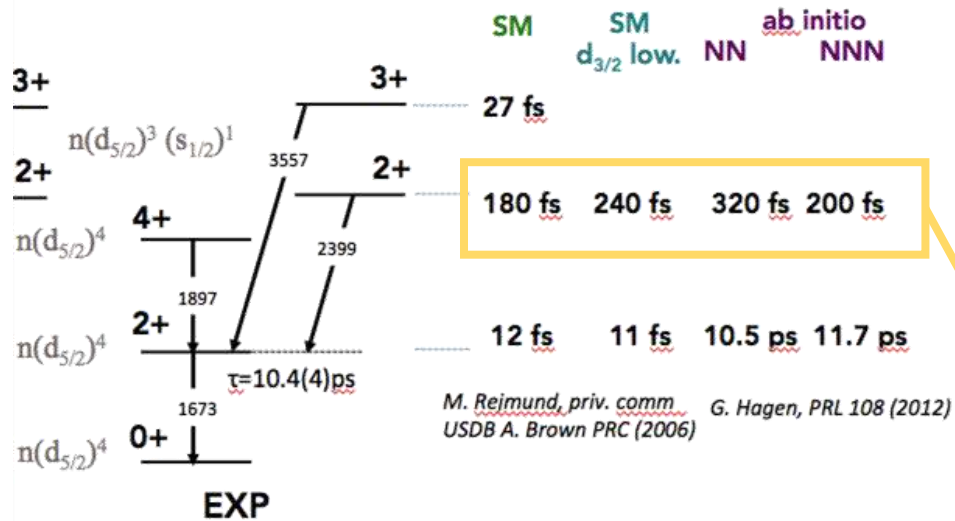 SM SM ab initio
d3/2 low. NN NNN
3+ 3+
27 fs
n(d5/2)^3 (s1/2)^1
3557
2+ 2+
180 fs 240 fs 320 fs 200 fs
4+
n(d5/2)^4
2399
1897
2+
n(d5/2)^4
12 fs 11 fs 10.5 ps 11.7 ps
τ=10.4(4)ps
1673
M. Rejmund, priv. comm G. Hagen, PRL 108 (2012)
USDB A. Brown PRC (2006)
0+
n(d5/2)^4
EXP